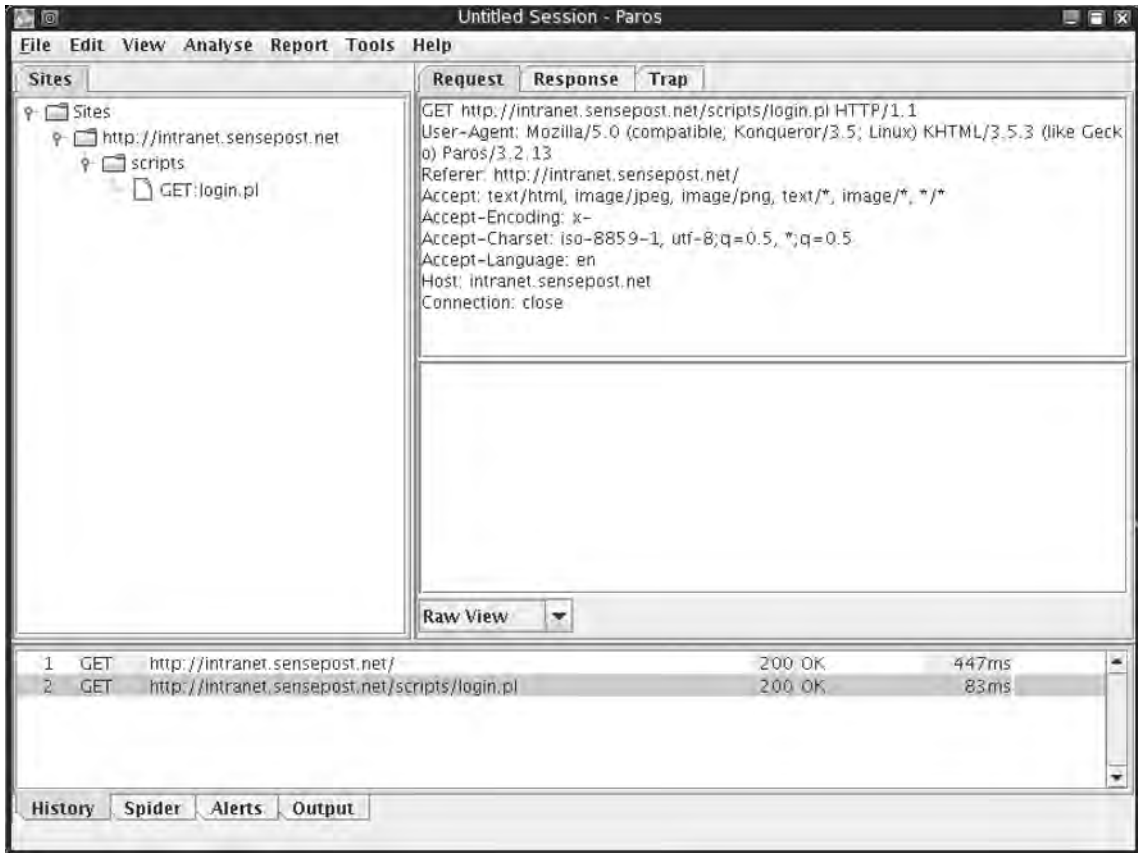 Untitled Session - Paros
File Edit View Analyse Report Tools Help
Sites
Sites
http://intranet.sensepost.net
scripts
GET:login.pl
Request Response Trap
GET http://intranet.sensepost.net/scripts/login.pl HTTP/1.1
User-Agent: Mozilla/5.0 (compatible; Konqueror/3.5; Linux) KHTML/3.5.3 (like Geck
o) Paros/3.2.13
Referer: http://intranet.sensepost.net/
Accept: text/html, image/jpeg, image/png, text/*, image/*, */*
Accept-Encoding: x-
Accept-Charset: iso-8859-1, utf-8;q=0.5, *;q=0.5
Accept-Language: en
Host: intranet.sensepost.net
Connection: close
Raw View
1 GET http://intranet.sensepost.net/ 200 OK 447ms
2 GET http://intranet.sensepost.net/scripts/login.pl 200 OK 83ms
History Spider Alerts Output